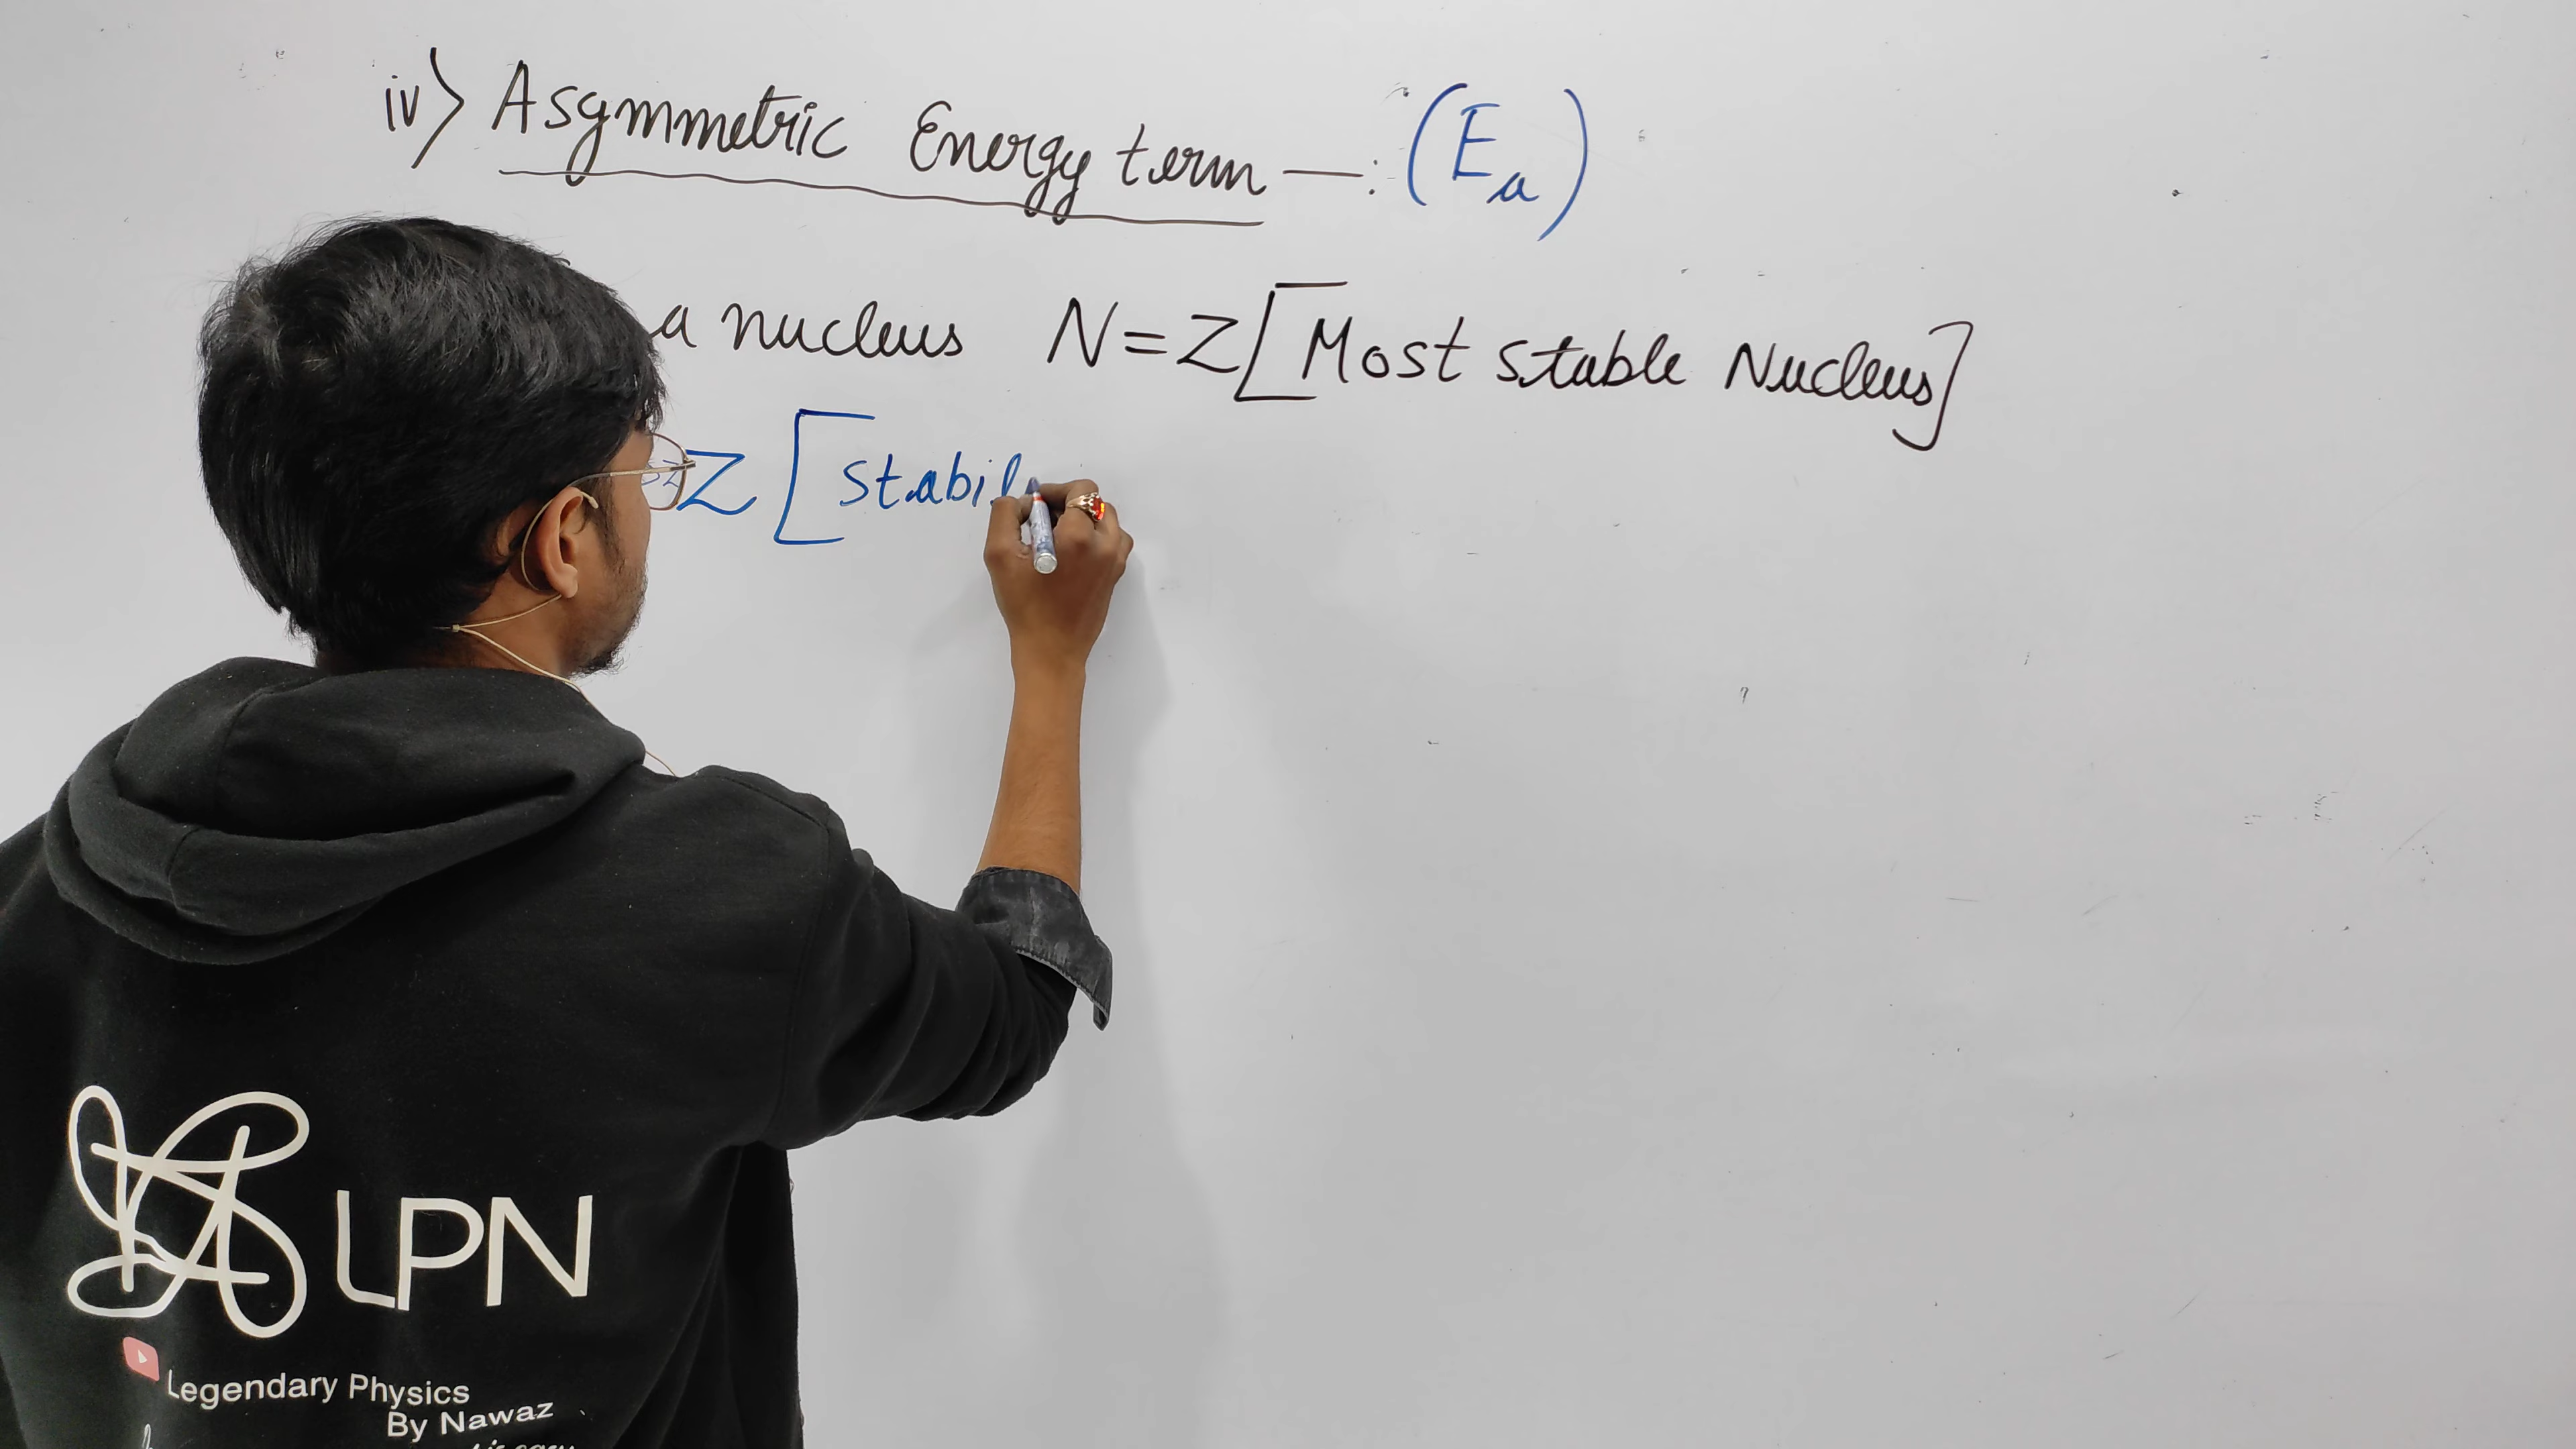 iv) Asymmetric Energy term —: (Ea)
a nucleus N=Z [Most stable Nucleus]
Z [stabil
LPN
Legendary Physics
By Nawaz